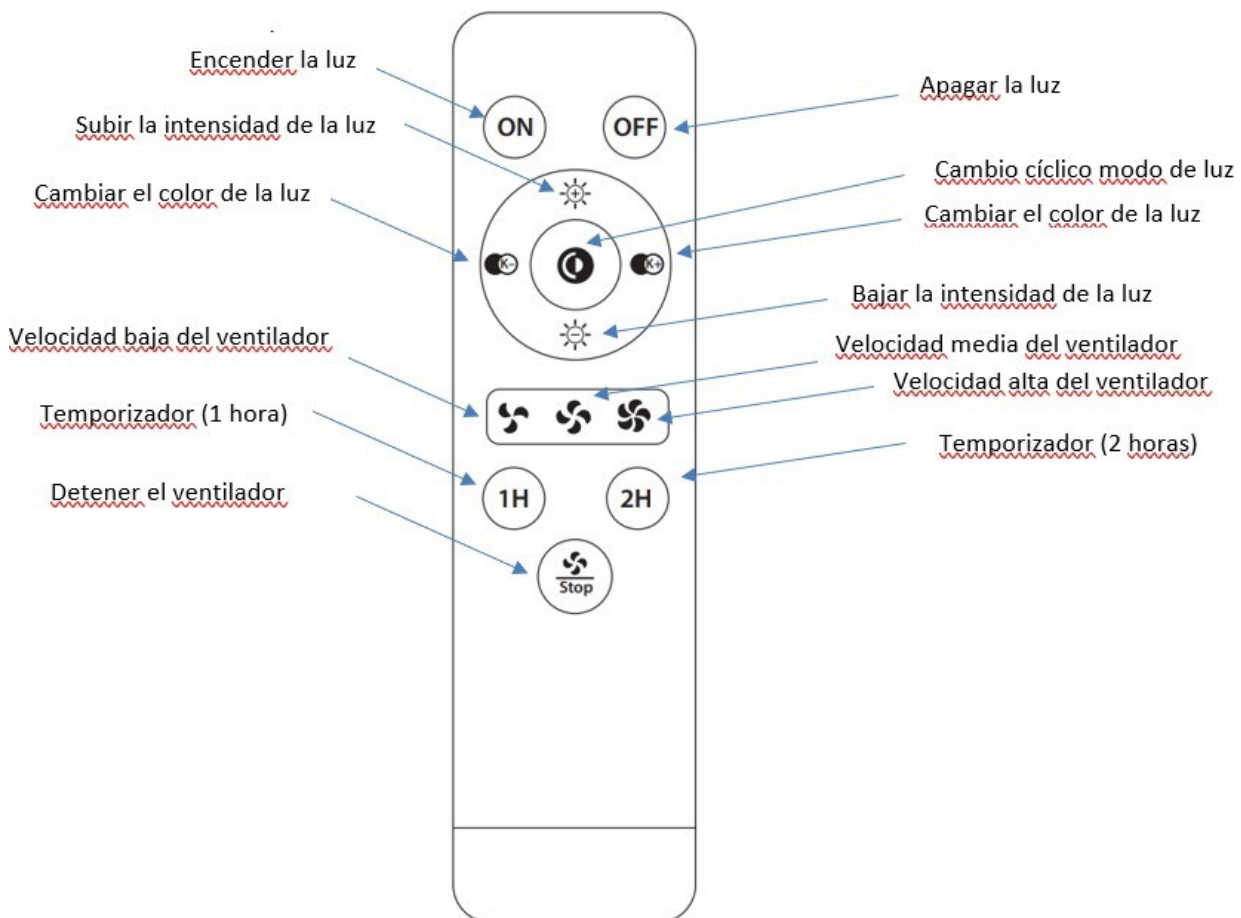 Encender la luz
Apagar la luz
ON
OFF
Subir la intensidad de la luz
Cambio cíclico modo de luz
Cambiar el color de la luz
Cambiar el color de la luz
K-
K+
Bajar la intensidad de la luz
Velocidad baja del ventilador
Velocidad media del ventilador
Velocidad alta del ventilador
Temporizador (1 hora)
Temporizador (2 horas)
1H
2H
Detener el ventilador
Stop